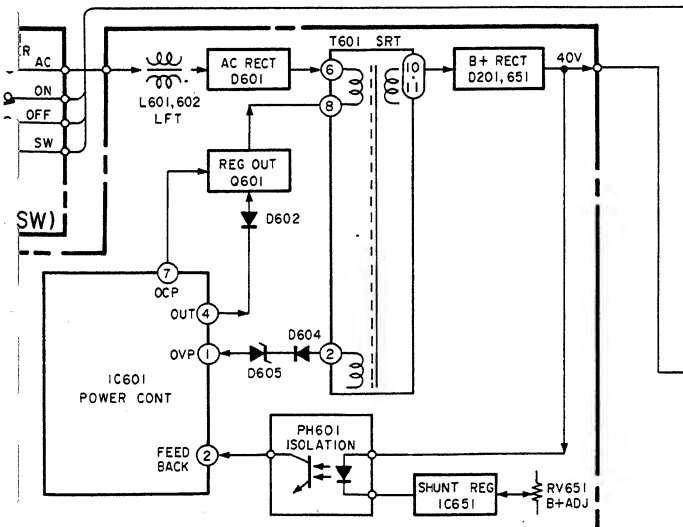 R
AC
ON
OFF
SW
SW)
L601,602
LFT
AC RECT
D601
T601 SRT
6
8
10
11
B+ RECT
D201,651
40V
REG OUT
Q601
D602
7
OCP
OUT 4
OVP 1
D605
D604
2
IC601
POWER CONT
FEED
BACK
2
PH601
ISOLATION
SHUNT REG
IC651
RV651
B+ADJ